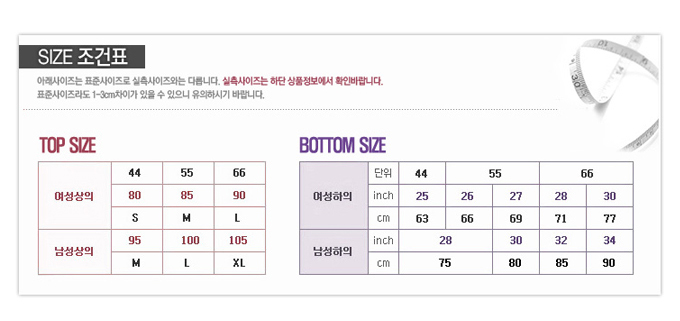 SIZE 조건표
아래사이즈는 표준사이즈로 실측사이즈와는 다릅니다. 실측사이즈는 하단 상품정보에서 확인바랍니다.
표준사이즈라도 1~3cm차이가 있을 수 있으니 유의하시기 바랍니다.
TOP SIZE
여성상의 44 55 66
80 85 90
S M L
남성상의 95 100 105
M L XL
BOTTOM SIZE
여성하의 단위 44 55 66
inch 25 26 27 28 30
cm 63 66 69 71 77
남성하의 inch 28 30 32 34
cm 75 80 85 90